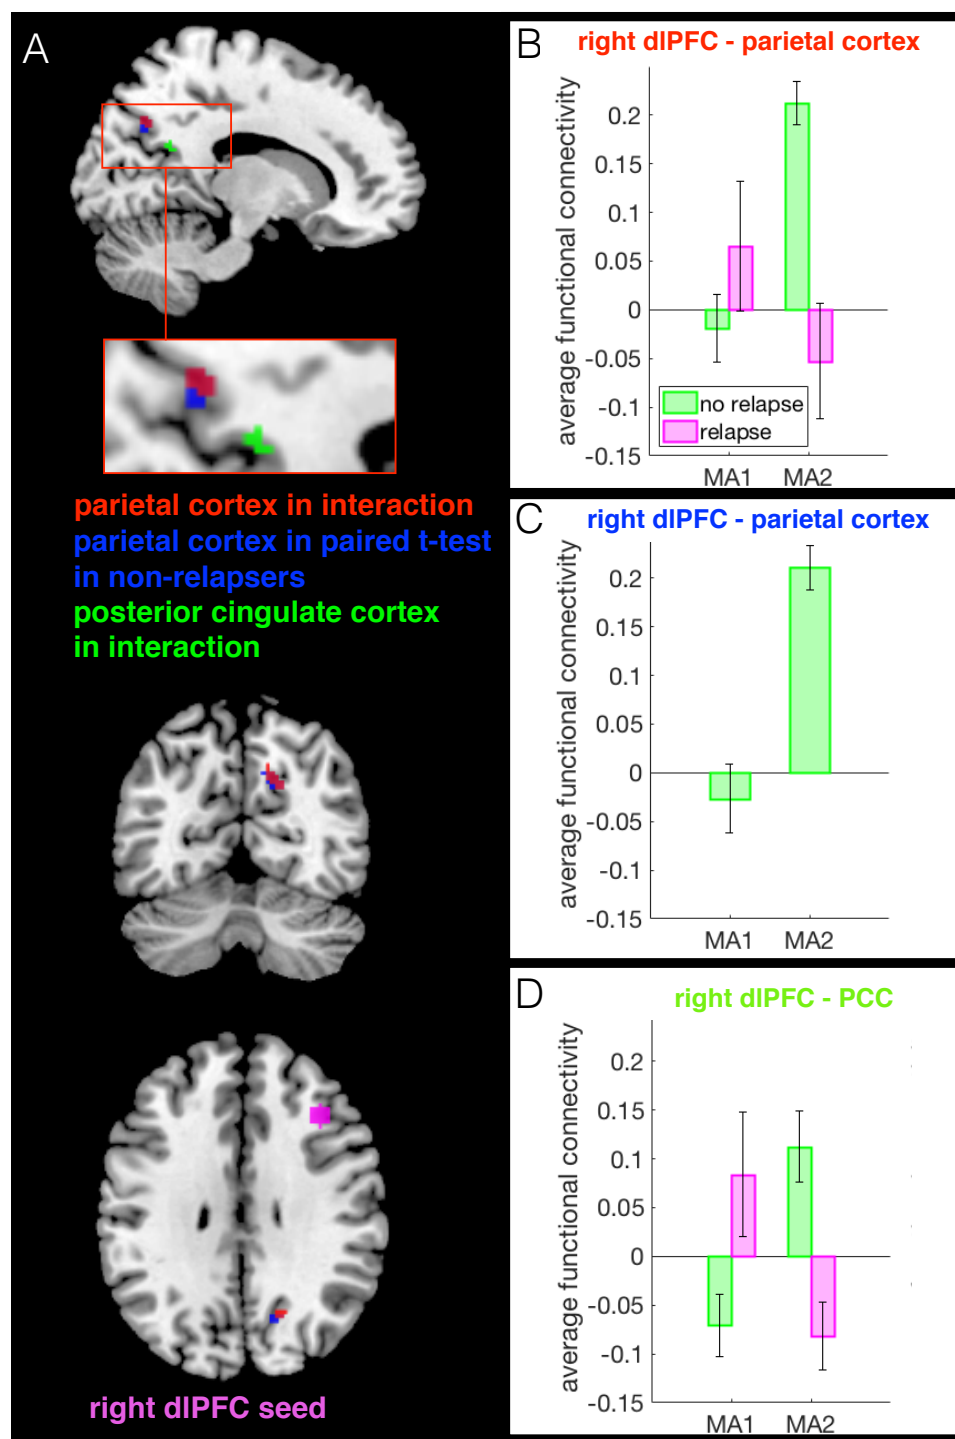 A
parietal cortex in interaction
parietal cortex in paired t-test
in non-relapsers
posterior cingulate cortex
in interaction
right dlPFC seed
B
right dlPFC - parietal cortex
average functional connectivity
0.2
0.15
0.1
0.05
0
-0.05
-0.1
-0.15
no relapse
relapse
MA1 MA2
C
right dlPFC - parietal cortex
average functional connectivity
0.2
0.15
0.1
0.05
0
-0.05
-0.1
-0.15
MA1 MA2
D
right dlPFC - PCC
average functional connectivity
0.2
0.15
0.1
0.05
0
-0.05
-0.1
-0.15
MA1 MA2